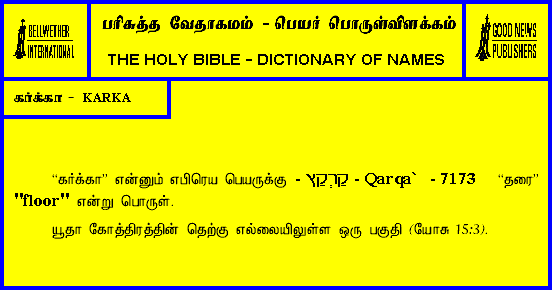 BELLWETHER
INTERNATIONAL
பரிசுத்த வேதாகமம் - பெயர் பொருள்விளக்கம்
THE HOLY BIBLE - DICTIONARY OF NAMES
GOOD NEWS
PUBLISHERS
கர்க்கா - KARKA
“கர்க்கா” என்னும் எபிரெய பெயருக்கு - קַרְקַע - Qarqa` - 7173 “தரை”
"floor" என்று பொருள்.
யூதா கோத்திரத்தின் தெற்கு எல்லையிலுள்ள ஒரு பகுதி (யோசு 15:3).